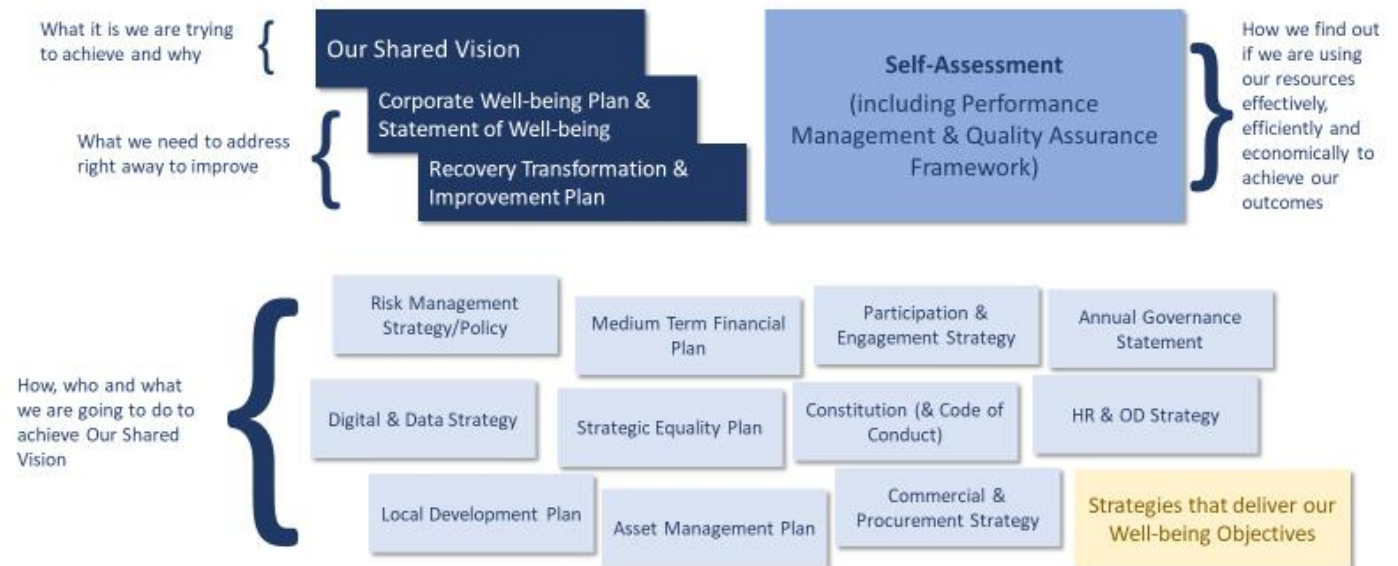 What it is we are trying
to achieve and why
Our Shared Vision
Corporate Well-being Plan &
Statement of Well-being
What we need to address
right away to improve
Recovery Transformation &
Improvement Plan
Self-Assessment
(including Performance
Management & Quality Assurance
Framework)
How we find out
if we are using
our resources
effectively,
efficiently and
economically to
achieve our
outcomes
How, who and what
we are going to do to
achieve Our Shared
Vision
Risk Management
Strategy/Policy
Medium Term Financial
Plan
Participation &
Engagement Strategy
Annual Governance
Statement
Digital & Data Strategy
Strategic Equality Plan
Constitution (& Code of
Conduct)
HR & OD Strategy
Local Development Plan
Asset Management Plan
Commercial &
Procurement Strategy
Strategies that deliver our
Well-being Objectives